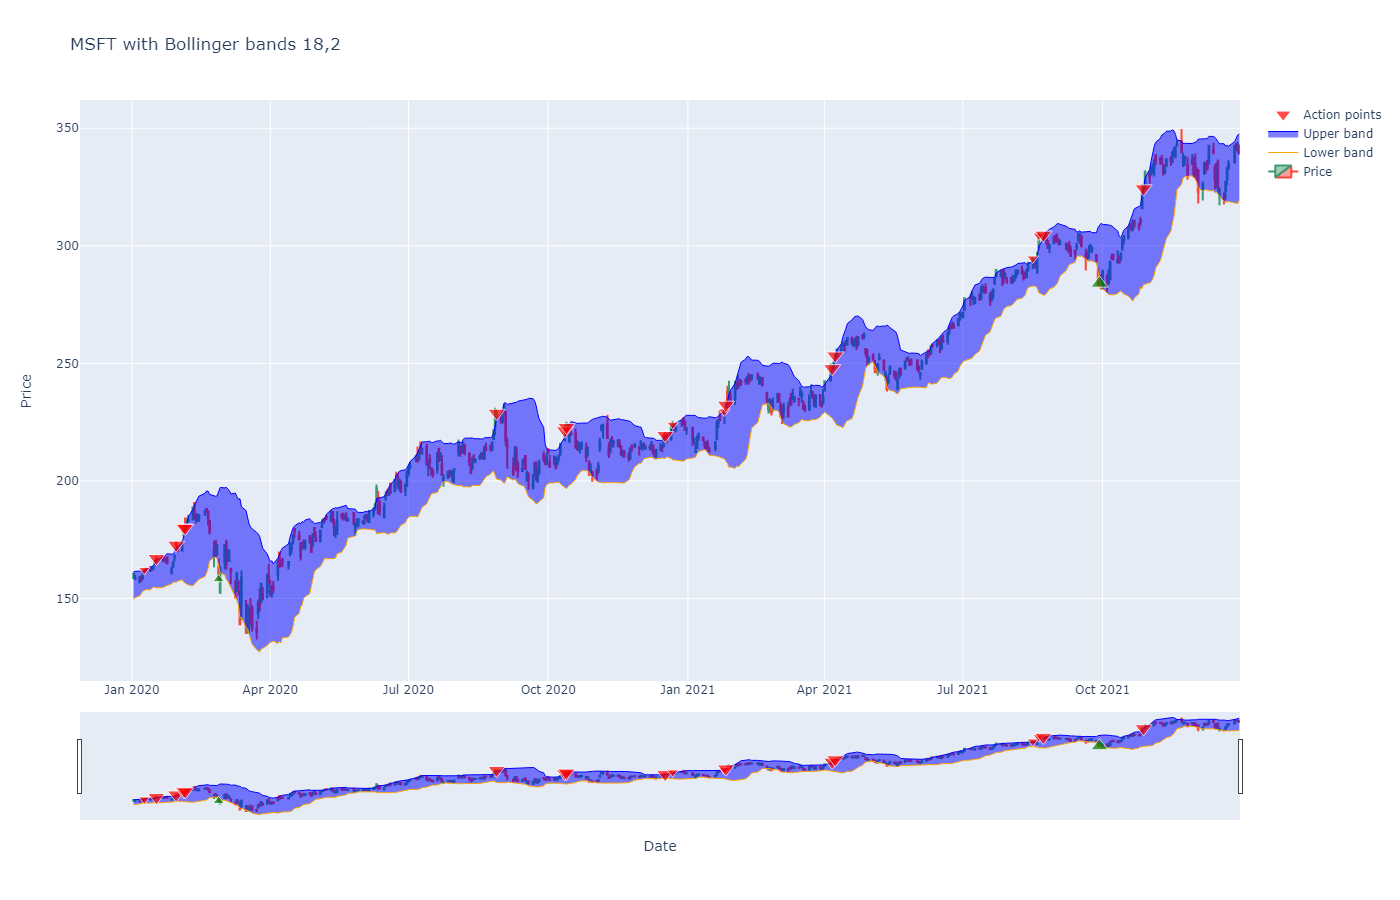 MSFT with Bollinger bands 18,2
Action points
Upper band
Lower band
Price
350
300
250
200
150
Price
Jan 2020
Apr 2020
Jul 2020
Oct 2020
Jan 2021
Apr 2021
Jul 2021
Oct 2021
Date